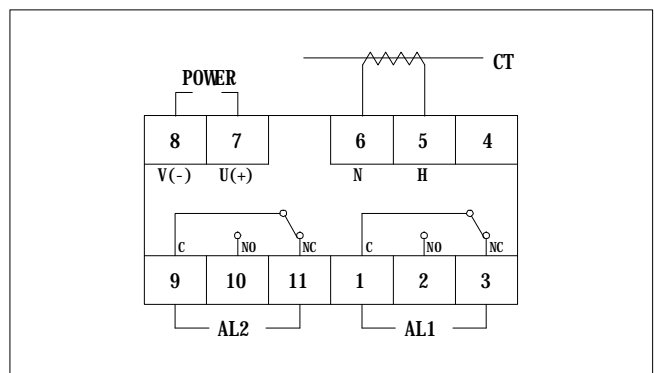 CT
POWER
8 7 6 5 4
V(-) U(+) N H
C NO NC C NO NC
9 10 11 1 2 3
AL2 AL1